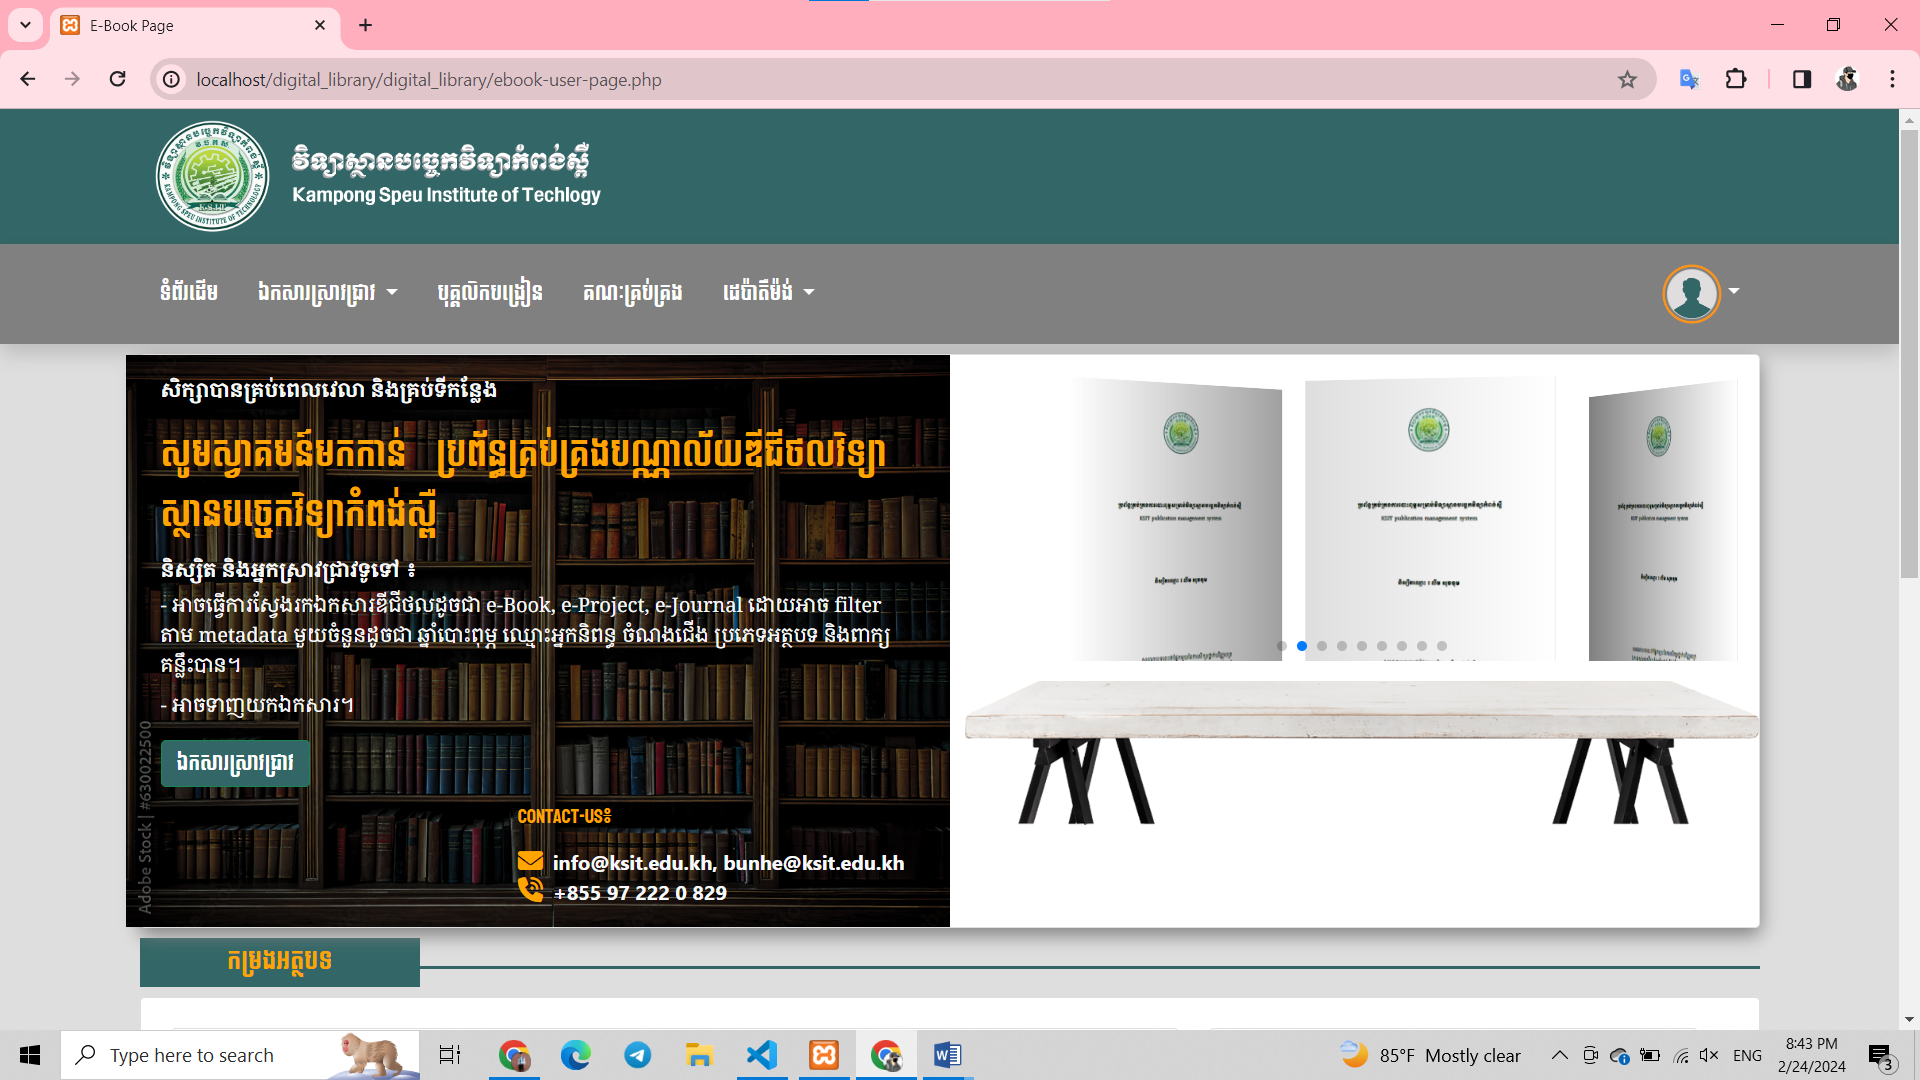 E-Book Page
localhost/digital_library/digital_library/ebook-user-page.php
វិទ្យាស្ថានបច្ចេកវិទ្យាកំពង់ស្ពឺ
Kampong Speu Institute of Techlogy
KAMPONG SPEU INSTITUTE OF TECHNOLOGY
ទំព័រដើម
ឯកសារស្រាវជ្រាវ
បុគ្គលិកបង្រៀន
គណៈគ្រប់គ្រង
ដេប៉ាតឺម៉ង់
សិក្សាបានគ្រប់ពេលវេលា និងគ្រប់ទីកន្លែង
សូមស្វាគមន៍មកកាន់ ប្រព័ន្ធគ្រប់គ្រងបណ្ណាល័យឌីជីថលវិទ្យា
ស្ថានបច្ចេកវិទ្យាកំពង់ស្ពឺ
និស្សិត និងអ្នកស្រាវជ្រាវទូទៅ ៖
- អាចធ្វើការស្វែងរកឯកសារឌីជីថលដូចជា e-Book, e-Project, e-Journal ដោយអាច filter
តាម metadata មួយចំនួនដូចជា ឆ្នាំបោះពុម្ភ ឈ្មោះអ្នកនិពន្ធ ចំណងជើង ប្រភេទអត្ថបទ និងពាក្យ
គន្លឹះបាន។
- អាចទាញយកឯកសារ។
ឯកសារស្រាវជ្រាវ
CONTACT-US៖
info@ksit.edu.kh, bunhe@ksit.edu.kh
+855 97 222 0 829
Adobe Stock | #630022500
KSIT publication management system
KSIT publication management system
KSIT publication management system
កម្រងអត្ថបទ
Type here to search
85°F Mostly clear
ENG
8:43 PM
2/24/2024
3